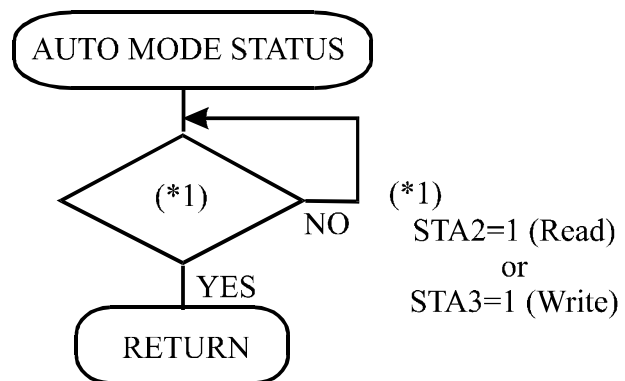 AUTO MODE STATUS
(*1)
NO
YES
RETURN
(*1)
STA2=1 (Read)
or
STA3=1 (Write)